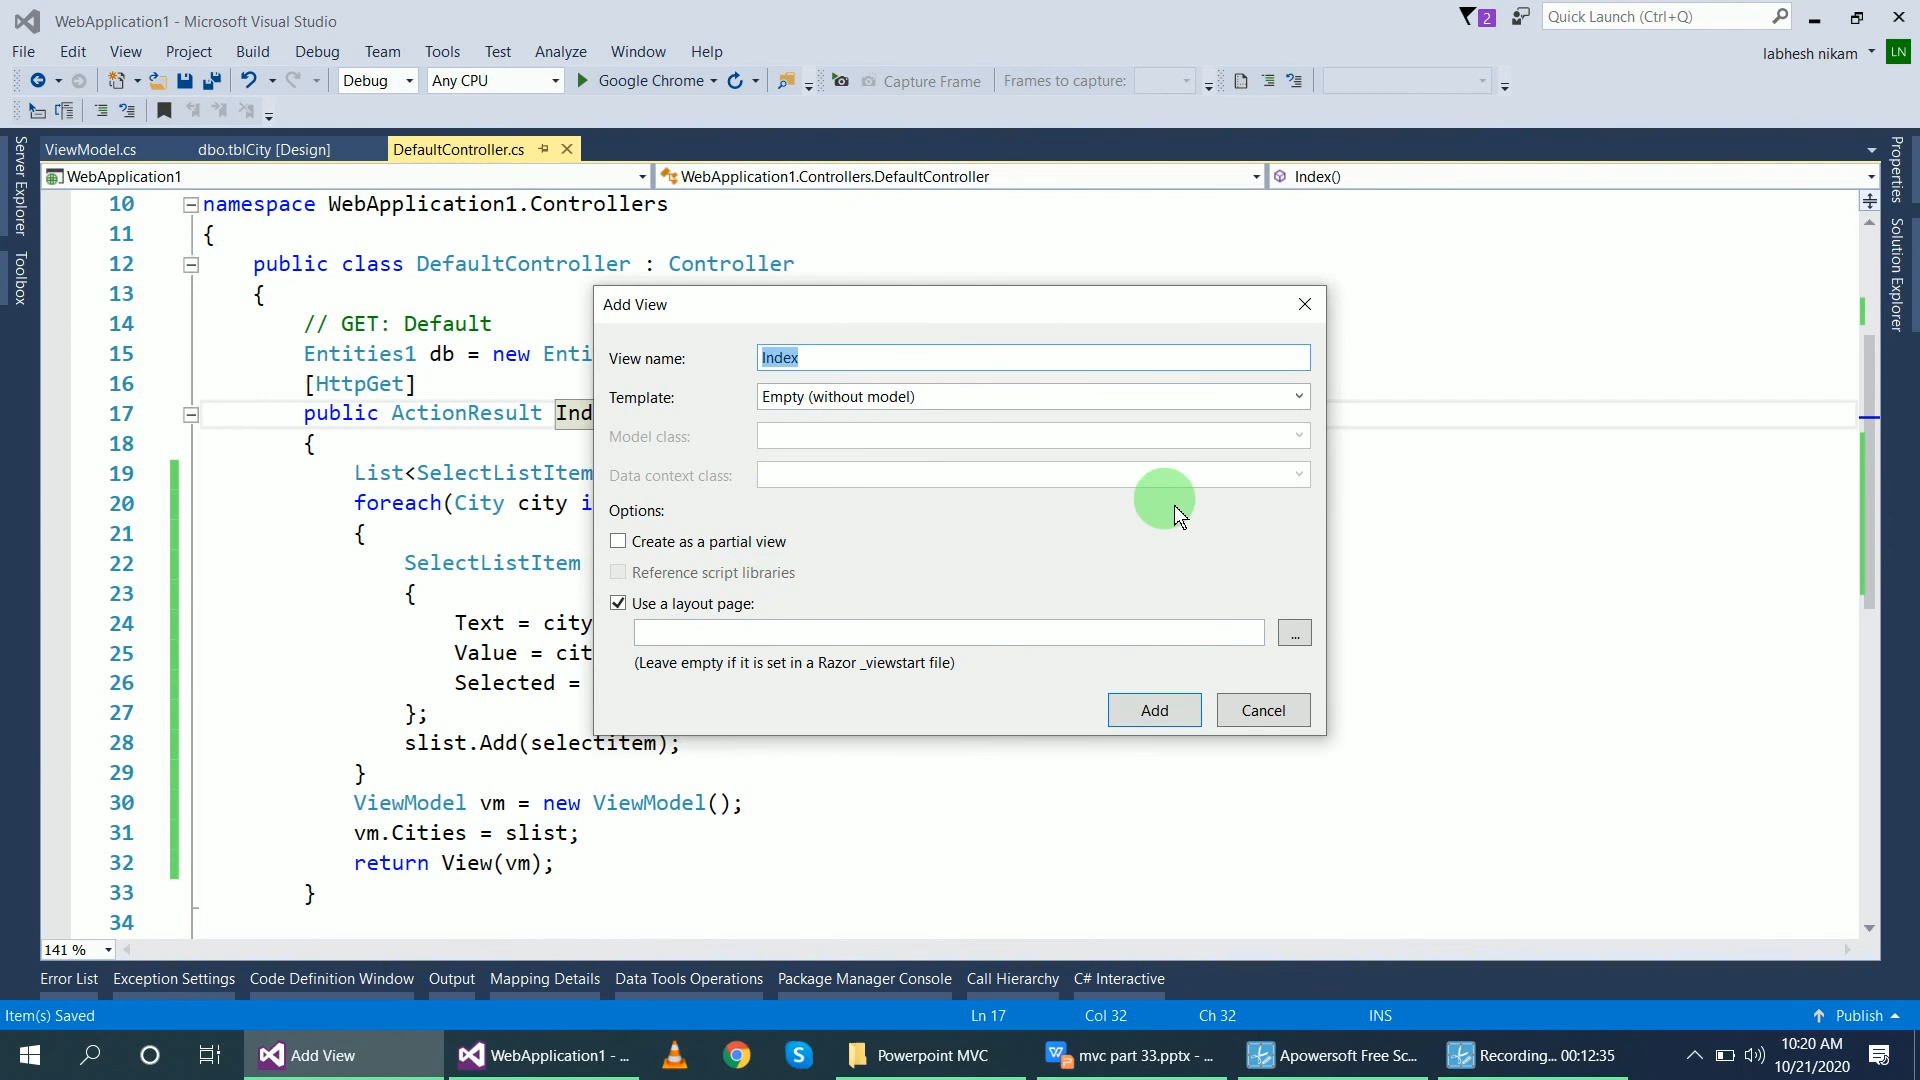 WebApplication1 - Microsoft Visual Studio
2
Quick Launch (Ctrl+Q)
File Edit View Project Build Debug Team Tools Test Analyze Window Help
labhesh nikam LN
Debug Any CPU Google Chrome Capture Frame Frames to capture:
Server Explorer
Toolbox
Properties
Solution Explorer
ViewModel.cs dbo.tblCity [Design] DefaultController.cs
WebApplication1 WebApplication1.Controllers.DefaultController Index()
10 namespace WebApplication1.Controllers
11 {
12 public class DefaultController : Controller
13 {
14 // GET: Default
15 Entities1 db = new Enti
16 [HttpGet]
17 public ActionResult Ind
18 {
19 List<SelectListItem
20 foreach(City city i
21 {
22 SelectListItem
23 {
24 Text = city
25 Value = cit
26 Selected =
27 };
28 slist.Add(selectitem);
29 }
30 ViewModel vm = new ViewModel();
31 vm.Cities = slist;
32 return View(vm);
33 }
34
Add View
View name: Index
Template: Empty (without model)
Model class:
Data context class:
Options:
Create as a partial view
Reference script libraries
Use a layout page:
...
(Leave empty if it is set in a Razor _viewstart file)
Add Cancel
141 %
Error List Exception Settings Code Definition Window Output Mapping Details Data Tools Operations Package Manager Console Call Hierarchy C# Interactive
Item(s) Saved Ln 17 Col 32 Ch 32 INS Publish
Add View WebApplication1 - ... Powerpoint MVC mvc part 33.pptx - ... Apowersoft Free Sc... Recording... 00:12:35
10:20 AM
10/21/2020